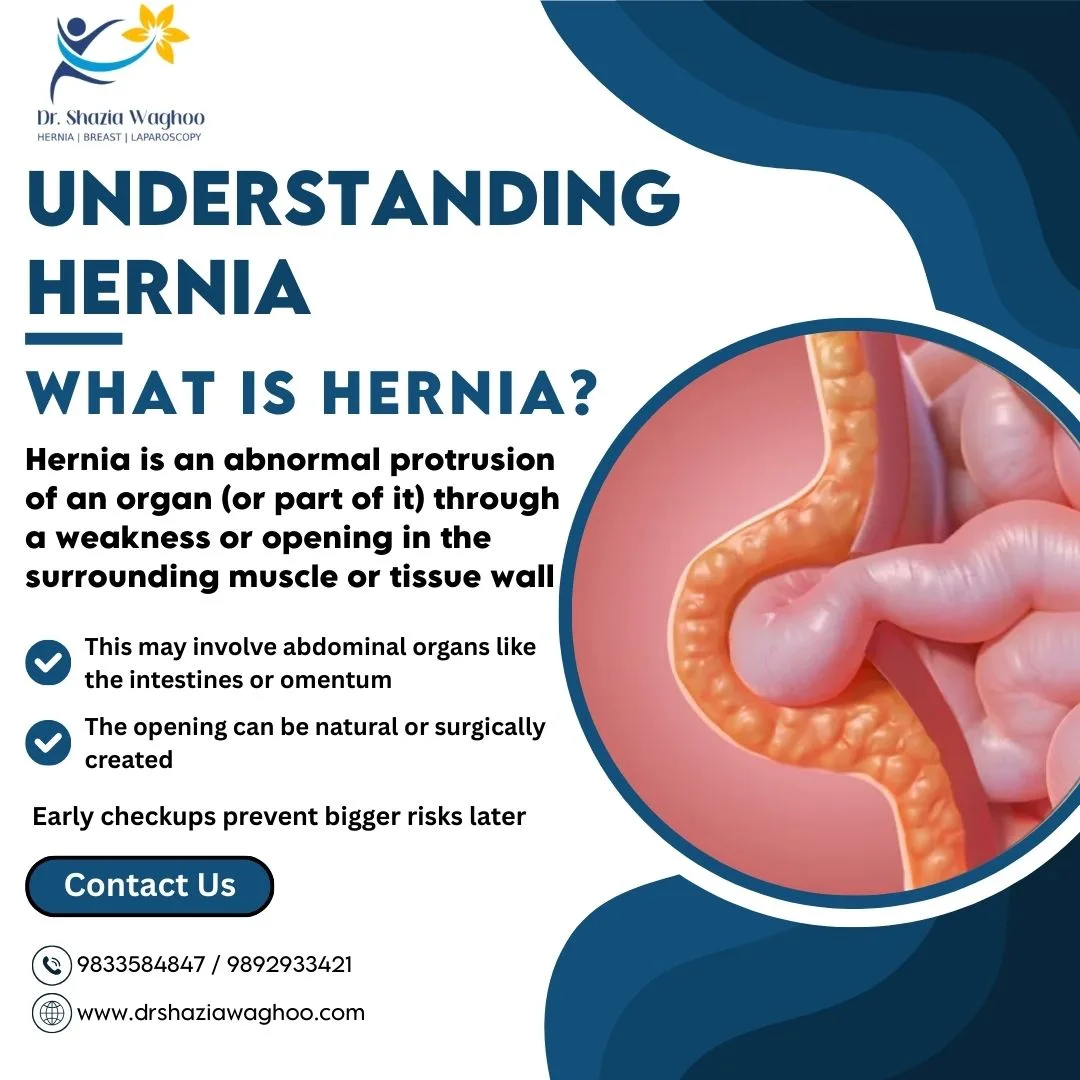 Dr. Shazia Waghoo
HERNIA | BREAST | LAPAROSCOPY
UNDERSTANDING
HERNIA
WHAT IS HERNIA?
Hernia is an abnormal protrusion
of an organ (or part of it) through
a weakness or opening in the
surrounding muscle or tissue wall
This may involve abdominal organs like
the intestines or omentum
The opening can be natural or surgically
created
Early checkups prevent bigger risks later
Contact Us
9833584847 / 9892933421
www.drshaziawaghoo.com